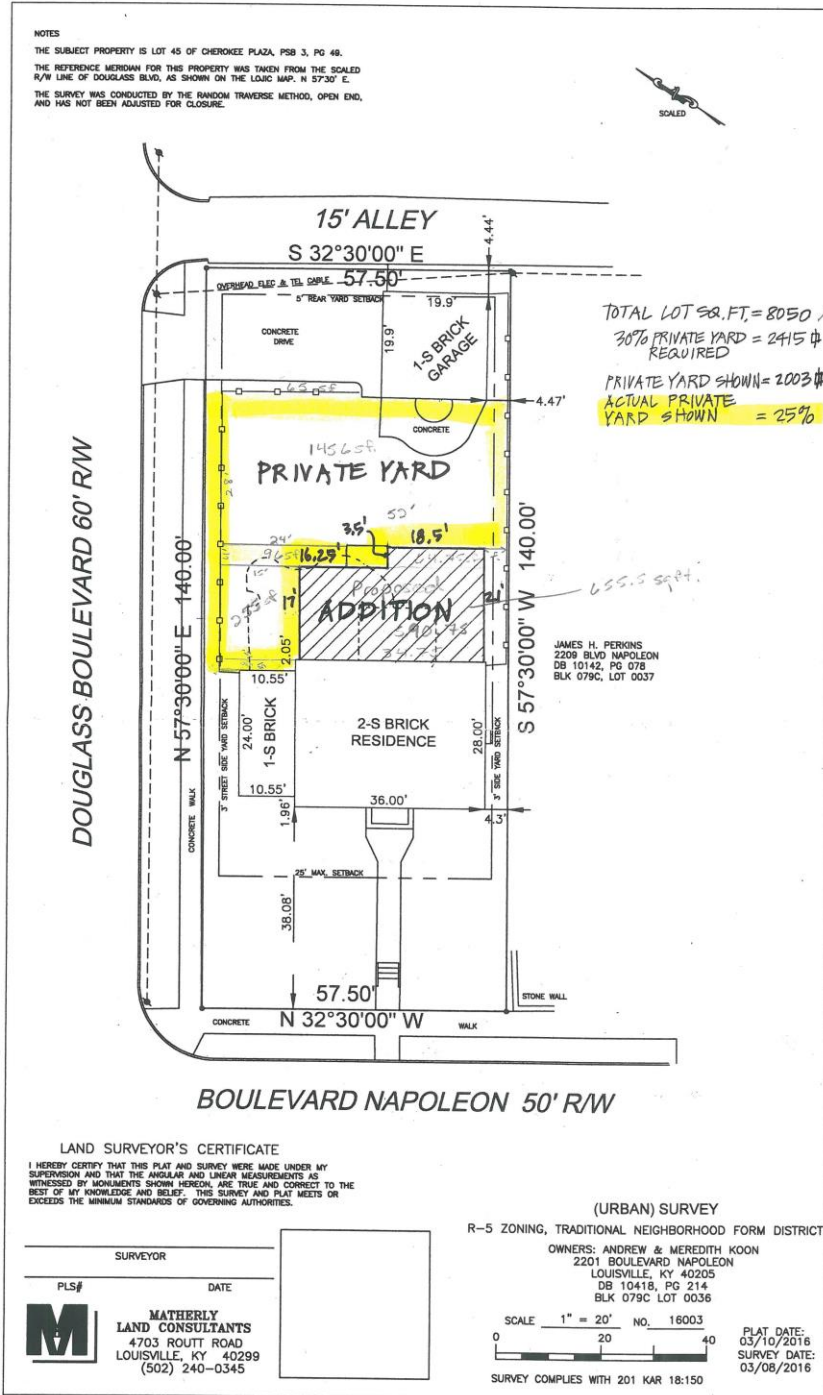 NOTES
THE SUBJECT PROPERTY IS LOT 45 OF CHEROKEE PLAZA, PSB 3, PG 49.
THE REFERENCE MERIDIAN FOR THIS PROPERTY WAS TAKEN FROM THE SCALED
R/W LINE OF DOUGLASS BLVD, AS SHOWN ON THE LOJIC MAP. N 57°30' E.
THE SURVEY WAS CONDUCTED BY THE RANDOM TRAVERSE METHOD, OPEN END,
AND HAS NOT BEEN ADJUSTED FOR CLOSURE.
SCALED
15' ALLEY
S 32°30'00" E
57.50'
4.44'
OVERHEAD ELEC & TEL CABLE
5' REAR YARD SETBACK
19.9'
19.9'
CONCRETE
DRIVE
1-S BRICK
GARAGE
TOTAL LOT SQ.FT. = 8050
30% PRIVATE YARD = 2415
REQUIRED
PRIVATE YARD SHOWN = 2003
ACTUAL PRIVATE
YARD SHOWN = 25%
65 sf
4.47'
CONCRETE
1456 sf.
PRIVATE YARD
28'
52'
3.5'
18.5'
24'
96 sf
16.25'
15'
17'
Proposed
ADDITION
21'
655.5 sq ft.
590.78
34.75
2.05'
DOUGLASS BOULEVARD 60' R/W
N 57°30'00" E 140.00'
S 57°30'00" W 140.00'
JAMES H. PERKINS
2209 BLVD NAPOLEON
DB 10142, PG 078
BLK 079C, LOT 0037
10.55'
24.00'
1-S BRICK
2-S BRICK
RESIDENCE
28.00'
3' STREET SIDE YARD SETBACK
3' SIDE YARD SETBACK
CONCRETE WALK
10.55'
36.00'
1.96'
4.3'
25' MAX. SETBACK
38.08'
57.50'
STONE WALL
CONCRETE
N 32°30'00" W
WALK
BOULEVARD NAPOLEON 50' R/W
LAND SURVEYOR'S CERTIFICATE
I HEREBY CERTIFY THAT THIS PLAT AND SURVEY WERE MADE UNDER MY
SUPERVISION AND THAT THE ANGULAR AND LINEAR MEASUREMENTS AS
WITNESSED BY MONUMENTS SHOWN HEREON, ARE TRUE AND CORRECT TO THE
BEST OF MY KNOWLEDGE AND BELIEF. THIS SURVEY AND PLAT MEETS OR
EXCEEDS THE MINIMUM STANDARDS OF GOVERNING AUTHORITIES.
SURVEYOR
PLS# DATE
MATHERLY
LAND CONSULTANTS
4703 ROUTT ROAD
LOUISVILLE, KY 40299
(502) 240-0345
(URBAN) SURVEY
R-5 ZONING, TRADITIONAL NEIGHBORHOOD FORM DISTRICT
OWNERS: ANDREW & MEREDITH KOON
2201 BOULEVARD NAPOLEON
LOUISVILLE, KY 40205
DB 10418, PG 214
BLK 079C LOT 0036
SCALE 1" = 20' NO. 16003
0 20 40
SURVEY COMPLIES WITH 201 KAR 18:150
PLAT DATE:
03/10/2016
SURVEY DATE:
03/08/2016